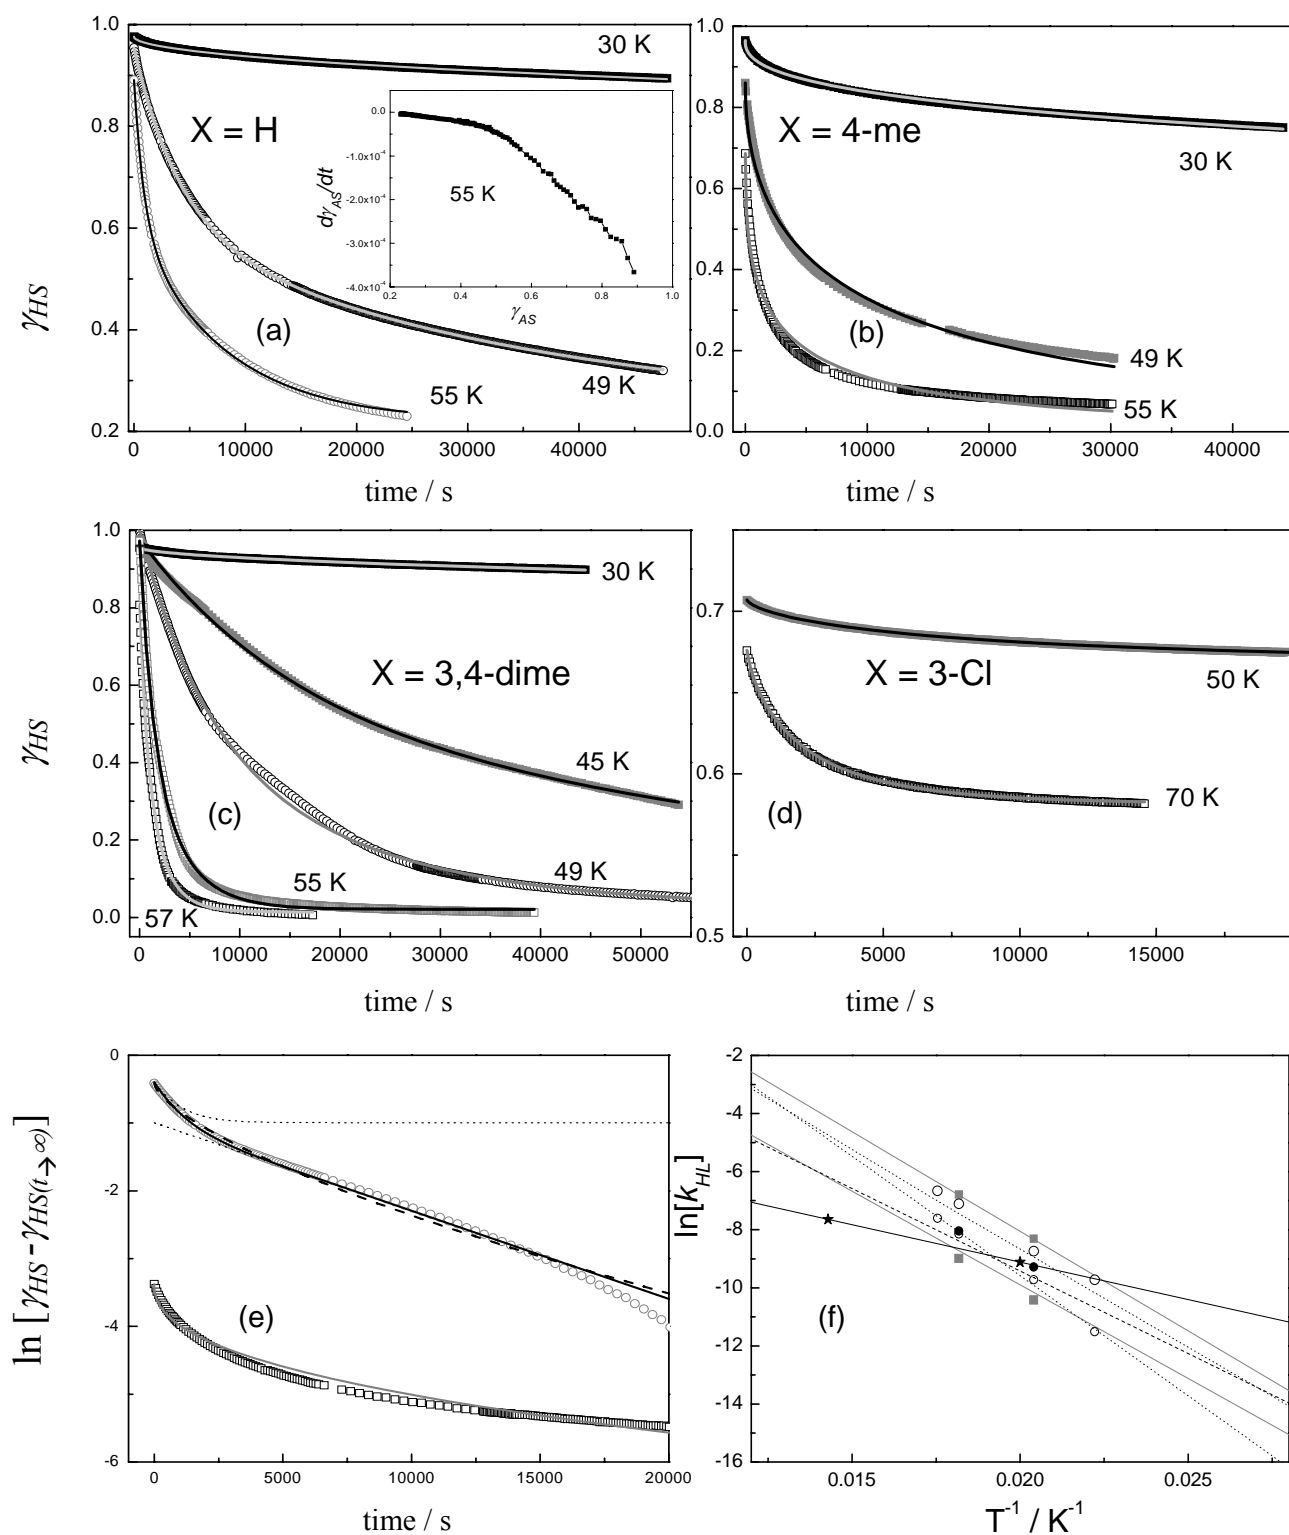 1.0
0.8
0.6
0.4
0.2
γHS
0 10000 20000 30000 40000
time / s
30 K
X = H
55 K
49 K
(a)
0.0
-1.0x10⁻⁴
-2.0x10⁻⁴
-3.0x10⁻⁴
-4.0x10⁻⁴
dγAS/dt
55 K
0.2 0.4 0.6 0.8 1.0
γAS
1.0
0.8
0.6
0.4
0.2
0.0
X = 4-me
30 K
(b)
49 K
55 K
0 10000 20000 30000 40000
time / s
1.0
0.8
0.6
0.4
0.2
0.0
γHS
30 K
X = 3,4-dime
45 K
(c)
49 K
55 K
57 K
0 10000 20000 30000 40000 50000
time / s
0.7
0.6
0.5
50 K
X = 3-Cl
70 K
(d)
0 5000 10000 15000
time / s
0
-2
-4
-6
ln [γHS - γHS(t→∞)]
(e)
0 5000 10000 15000 20000
time / s
-2
-4
-6
-8
-10
-12
-14
-16
ln[kHL]
(f)
0.015 0.020 0.025
T⁻¹ / K⁻¹